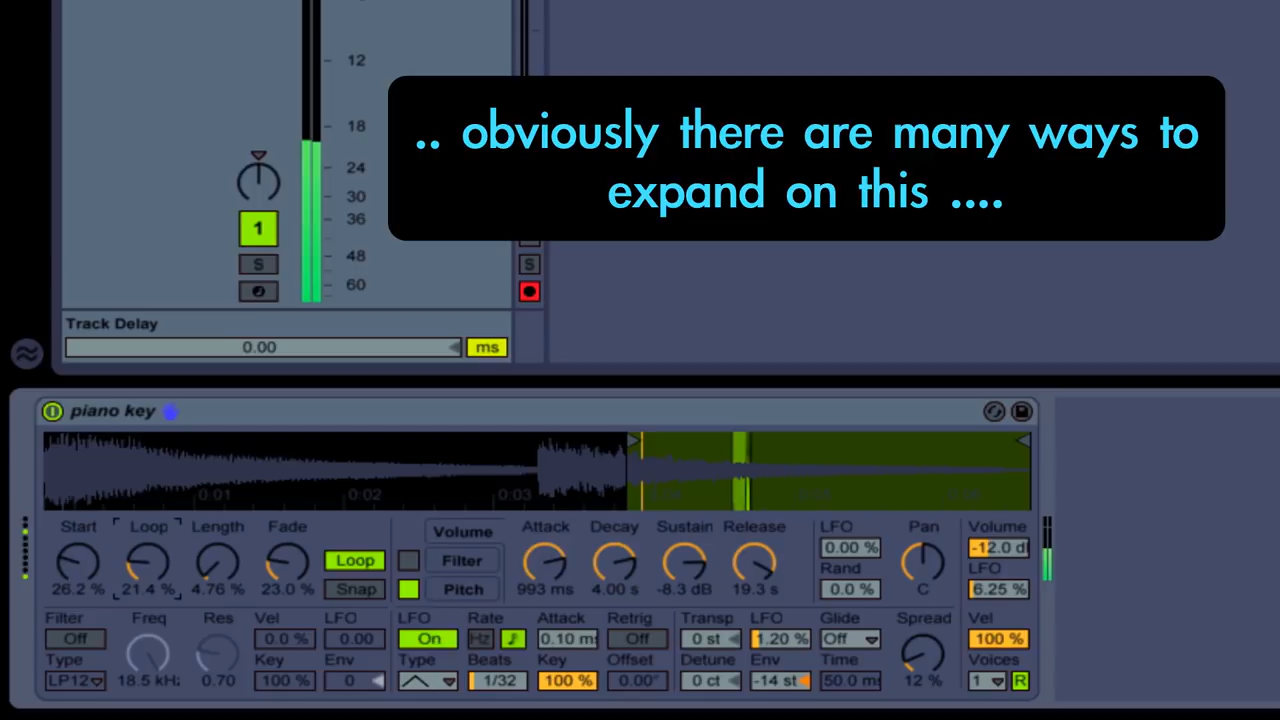 12
.. obviously there are many ways to
expand on this ....
18
24
30
36
48
60
1
S
S
Track Delay
0.00 ms
piano key
0:01 0:02 0:03
Start Loop Length Fade Volume Attack Decay Sustain Release LFO Pan Volume
Loop Filter 0.00 % -12.0 d
Rand LFO
26.2 % 21.4 % 4.76 % 23.0 % Snap Pitch 993 ms 4.00 s -8.3 dB 19.3 s 0.0 % C 6.25 %
Filter Freq Res Vel LFO LFO Rate Attack Retrig Transp LFO Glide Spread Vel
Off 0.0 % 0.00 On Hz 0.10 m Off 0 st 1.20 % Off 100 %
Type Key Env Type Beats Key Offset Detune Env Time Voices
LP12 18.5 kHz 0.70 100 % 0 1/32 100 % 0.00° 0 ct -14 st 50.0 m 12 % 1 R